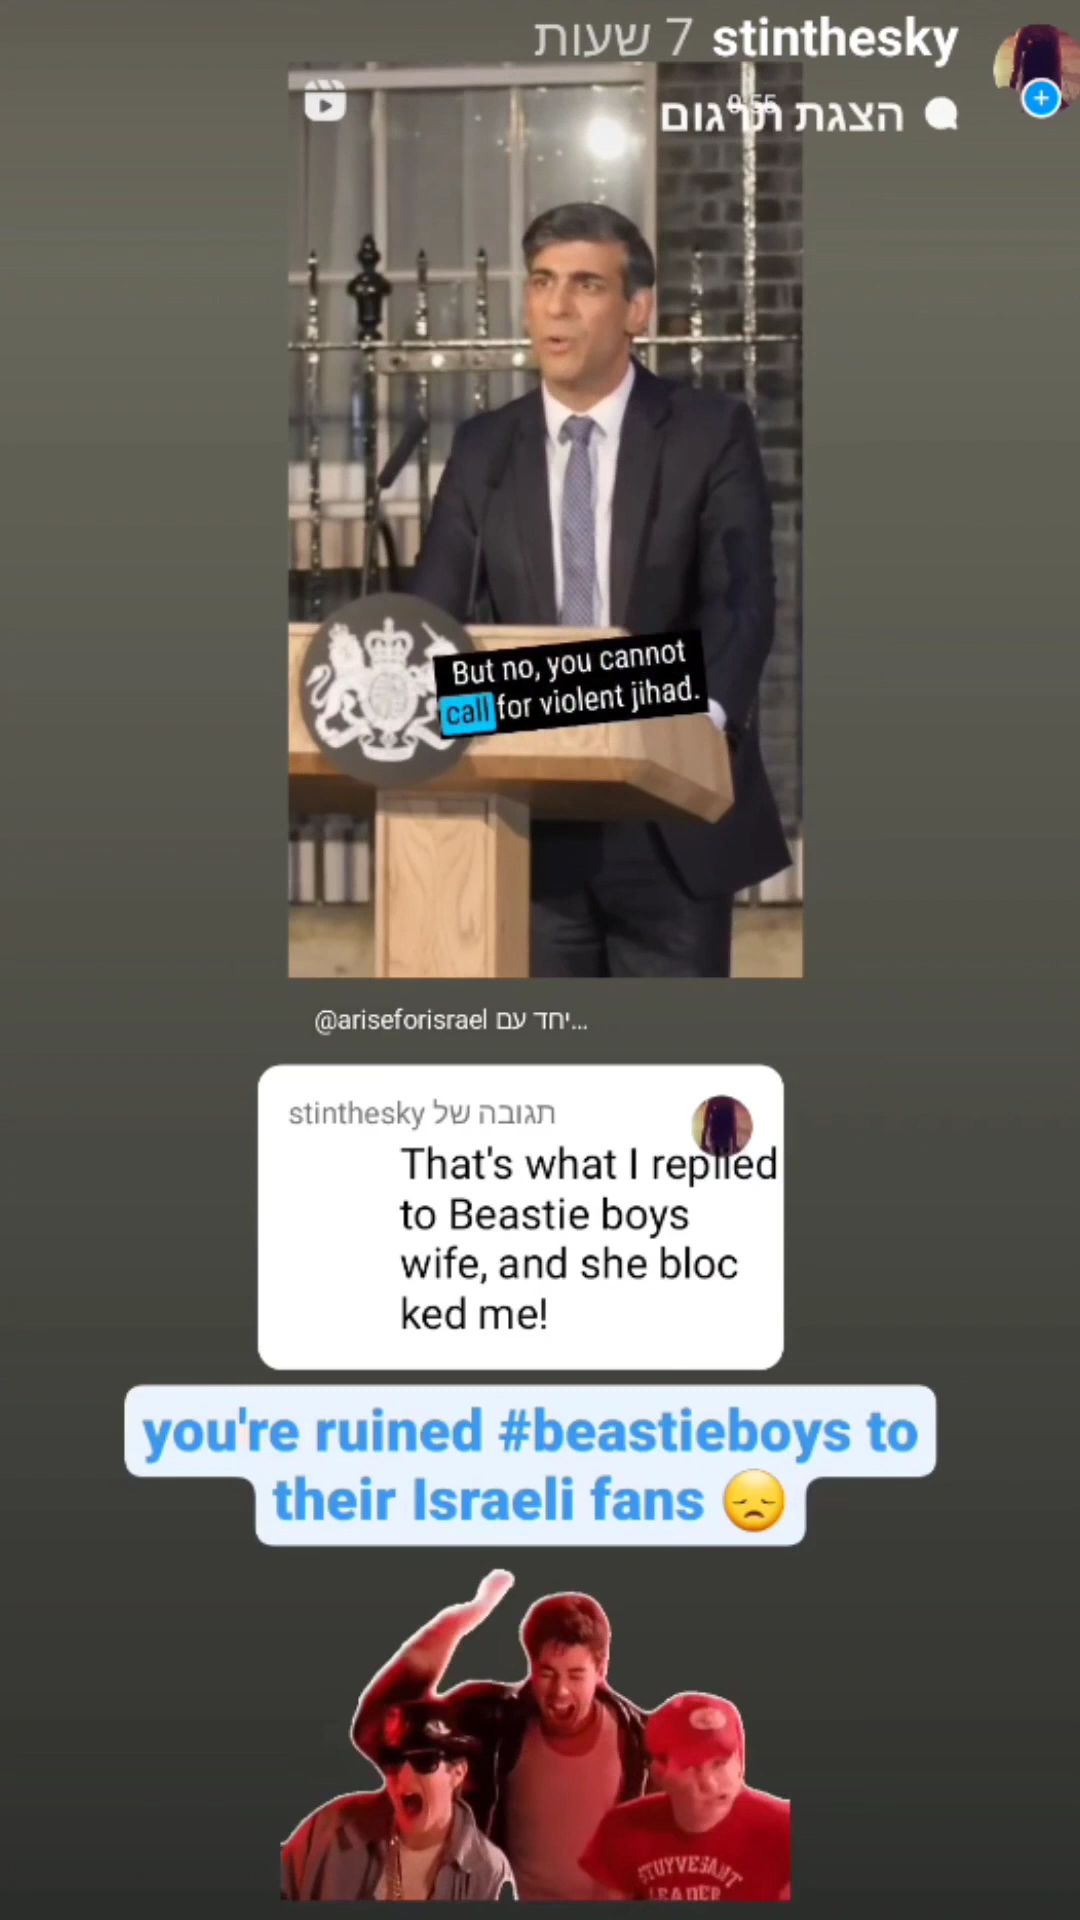 stinthesky 7 שעות
הצגת תרגום
0:55
But no, you cannot
call for violent jihad.
@ariseforisrael יחד עם...
תגובה של stinthesky
That's what I replied
to Beastie boys
wife, and she bloc
ked me!
you're ruined #beastieboys to
their Israeli fans 😞
STUYVESANT
LEADER